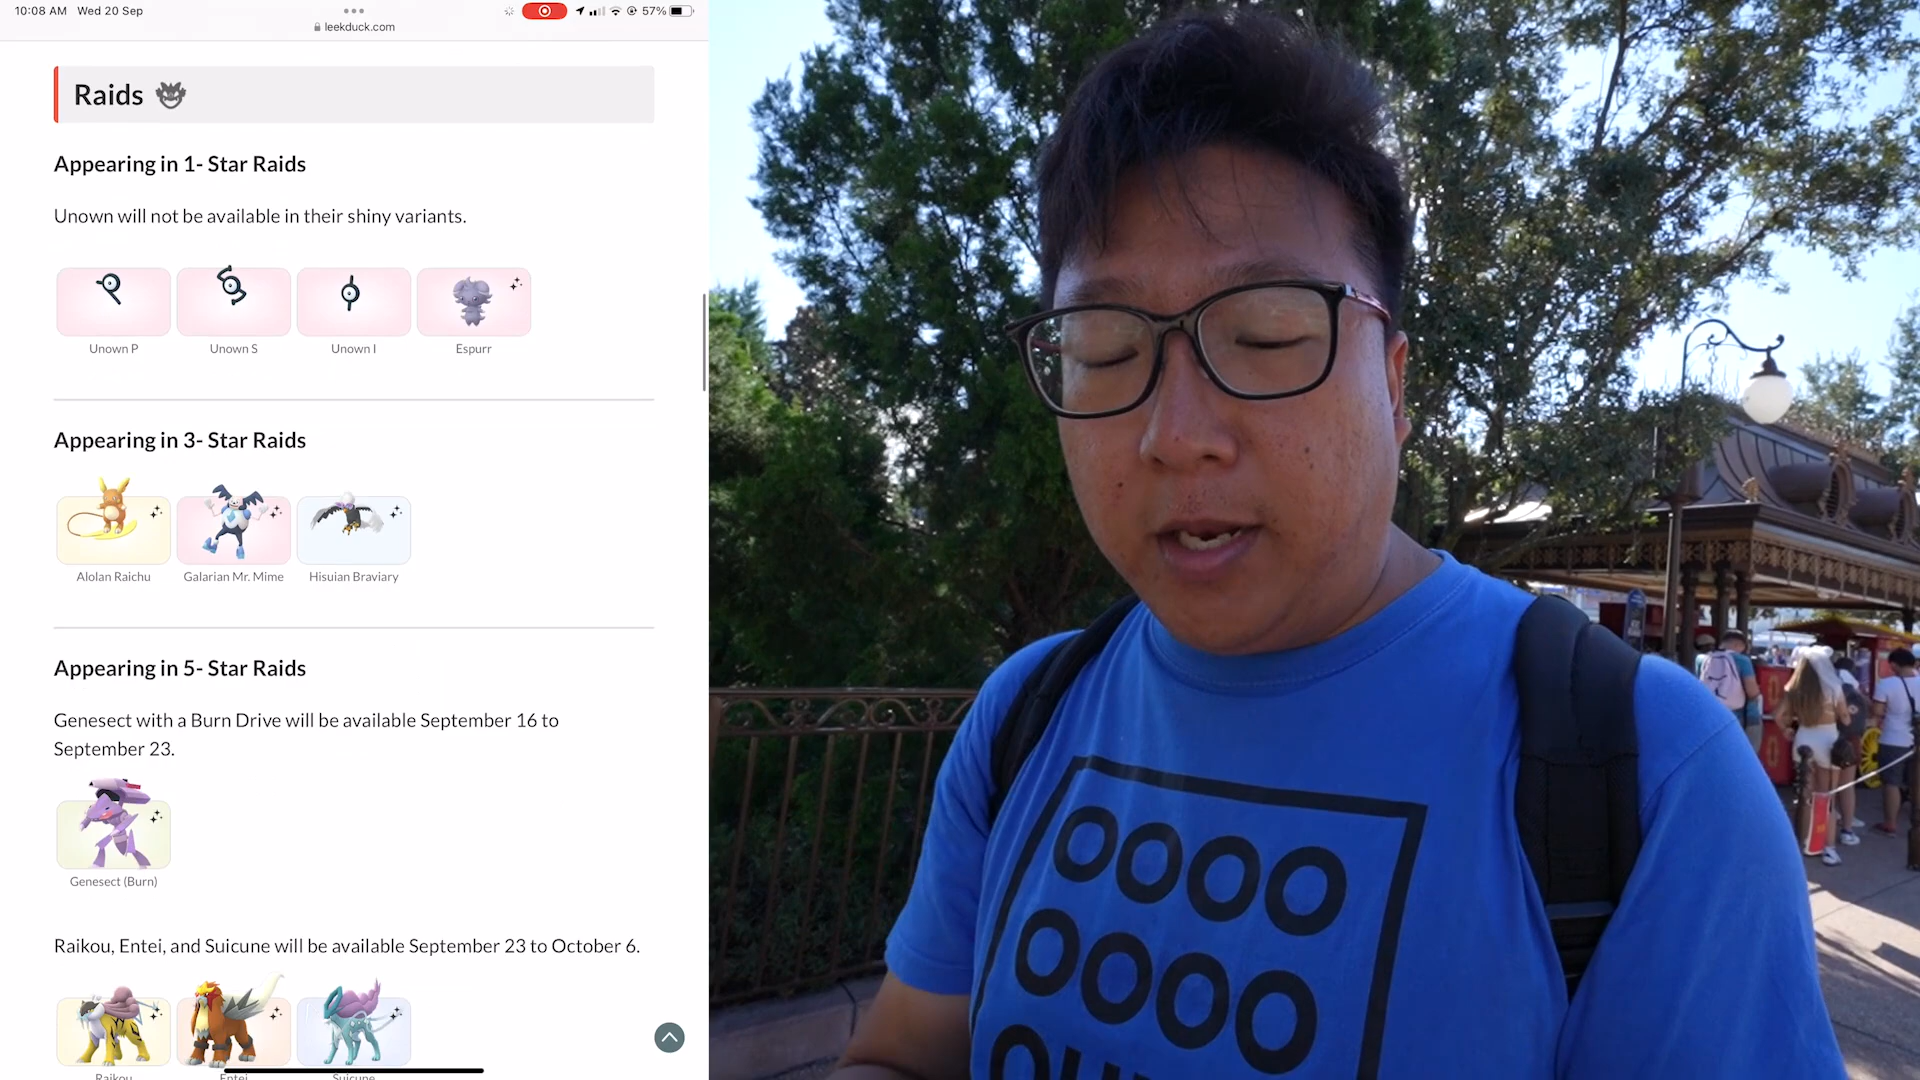 10:08 AM Wed 20 Sep
57%
leekduck.com
Raids
Appearing in 1- Star Raids
Unown will not be available in their shiny variants.
Unown P
Unown S
Unown I
Espurr
Appearing in 3- Star Raids
Alolan Raichu
Galarian Mr. Mime
Hisuian Braviary
Appearing in 5- Star Raids
Genesect with a Burn Drive will be available September 16 to
September 23.
Genesect (Burn)
Raikou, Entei, and Suicune will be available September 23 to October 6.
Raikou
Entei
Suicune